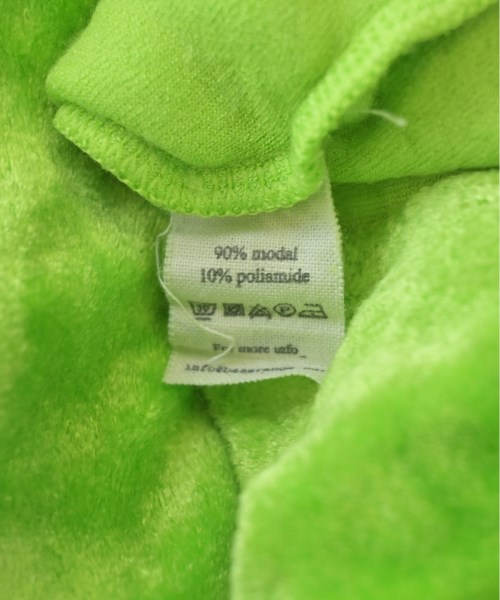 90% modal
10% poliamide
For more info